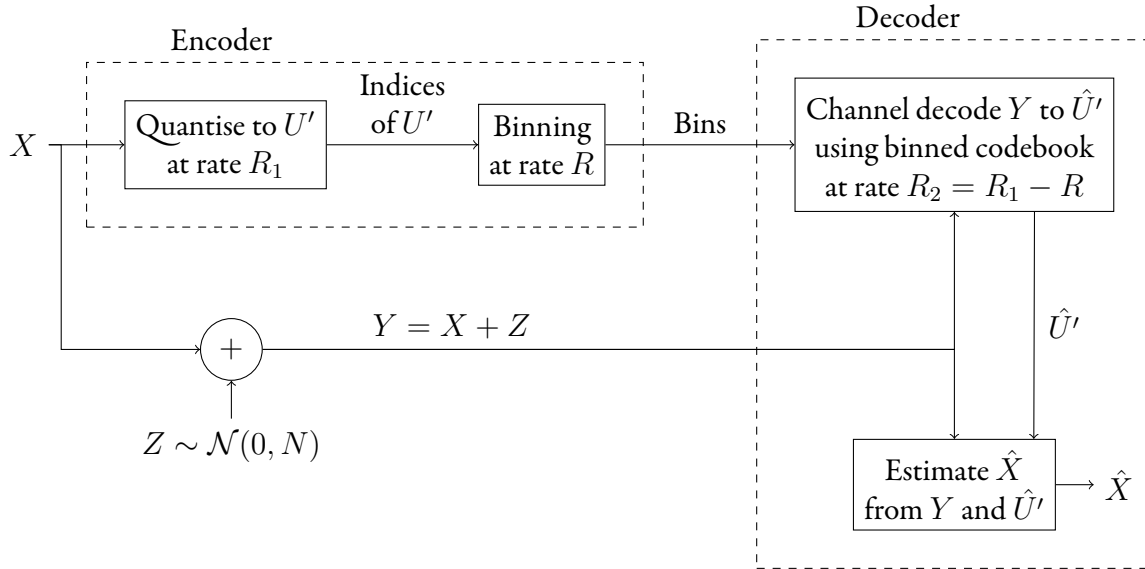 Encoder
Decoder
X
Quantise to U′
at rate R₁
Indices
of U′
Binning
at rate R
Bins
Channel decode Y to Û′
using binned codebook
at rate R₂ = R₁ − R
Y = X + Z
+
Z ∼ 𝒩(0, N)
Û′
Estimate X̂
from Y and Û′
X̂